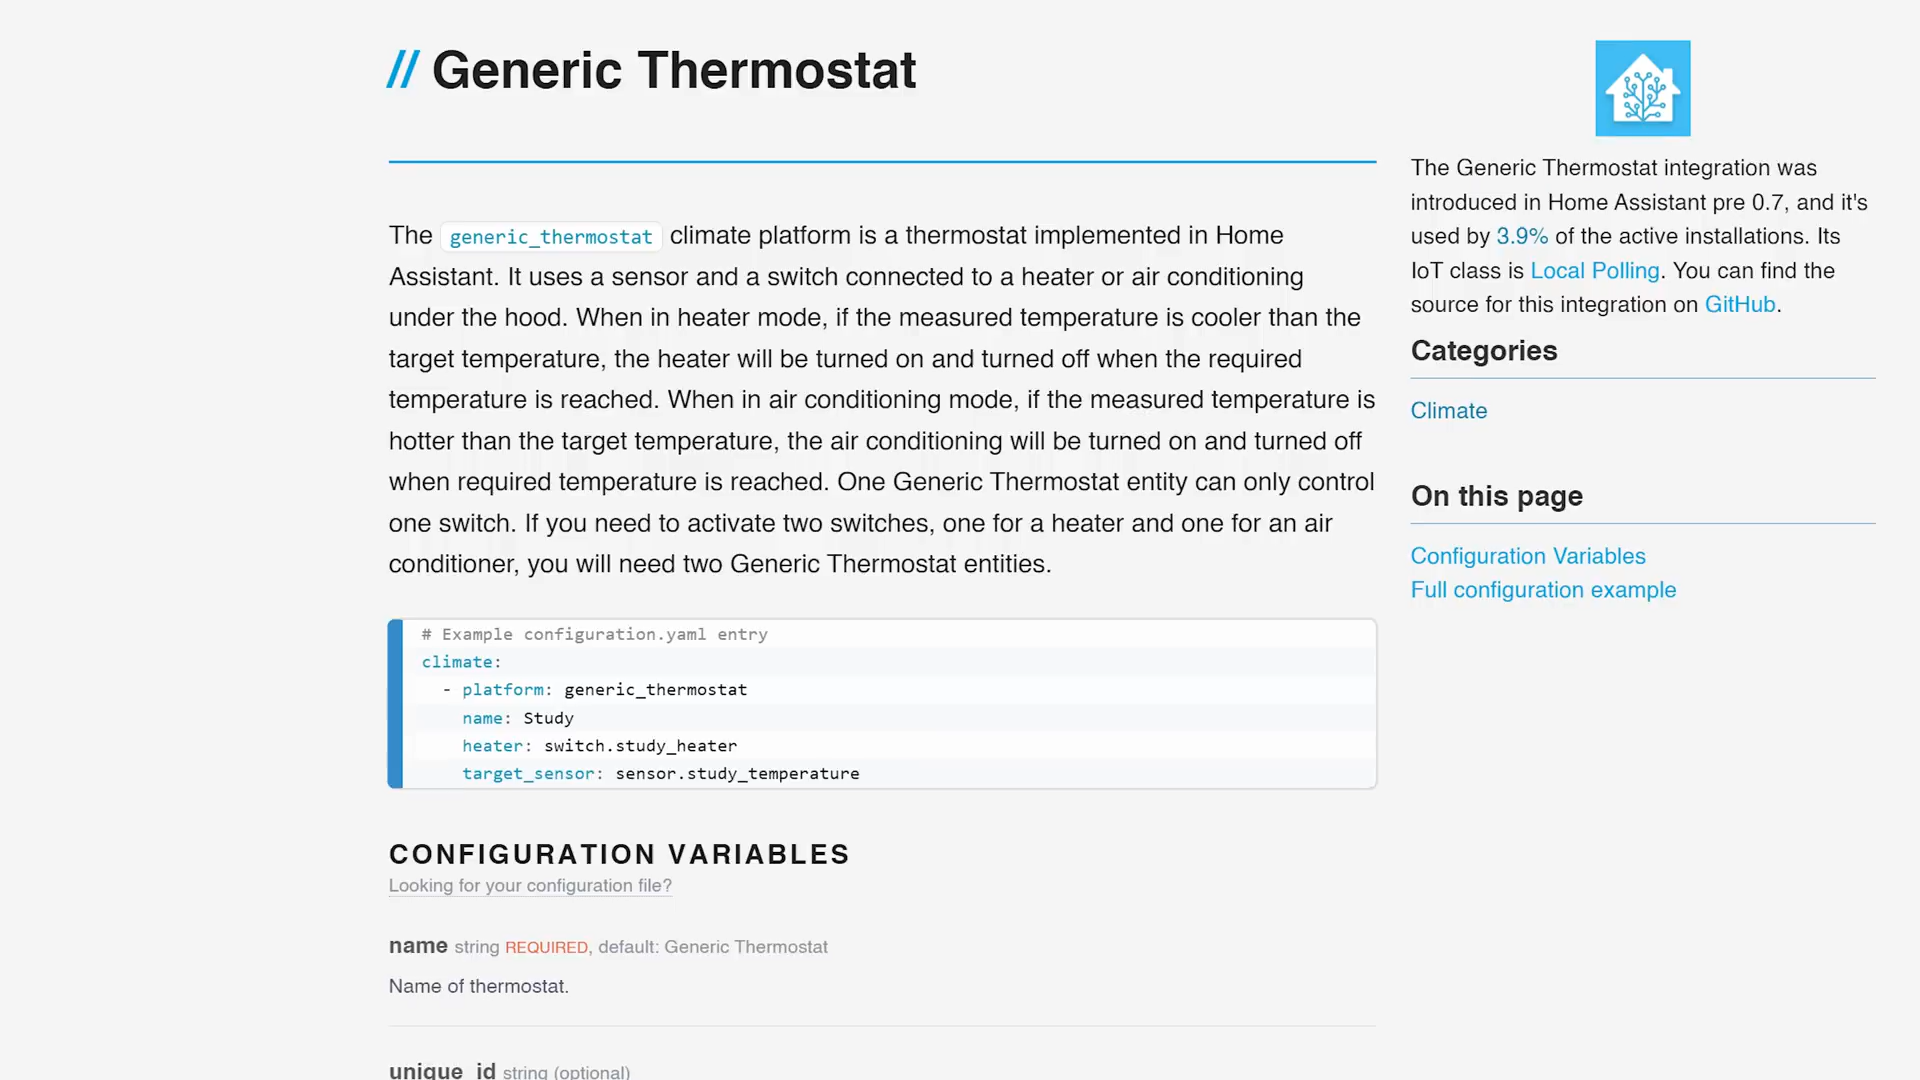 // Generic Thermostat
The generic_thermostat climate platform is a thermostat implemented in Home
Assistant. It uses a sensor and a switch connected to a heater or air conditioning
under the hood. When in heater mode, if the measured temperature is cooler than the
target temperature, the heater will be turned on and turned off when the required
temperature is reached. When in air conditioning mode, if the measured temperature is
hotter than the target temperature, the air conditioning will be turned on and turned off
when required temperature is reached. One Generic Thermostat entity can only control
one switch. If you need to activate two switches, one for a heater and one for an air
conditioner, you will need two Generic Thermostat entities.
# Example configuration.yaml entry
climate:
  - platform: generic_thermostat
    name: Study
    heater: switch.study_heater
    target_sensor: sensor.study_temperature
CONFIGURATION VARIABLES
Looking for your configuration file?
name string REQUIRED, default: Generic Thermostat
Name of thermostat.
unique_id string (optional)
The Generic Thermostat integration was
introduced in Home Assistant pre 0.7, and it's
used by 3.9% of the active installations. Its
IoT class is Local Polling. You can find the
source for this integration on GitHub.
Categories
Climate
On this page
Configuration Variables
Full configuration example